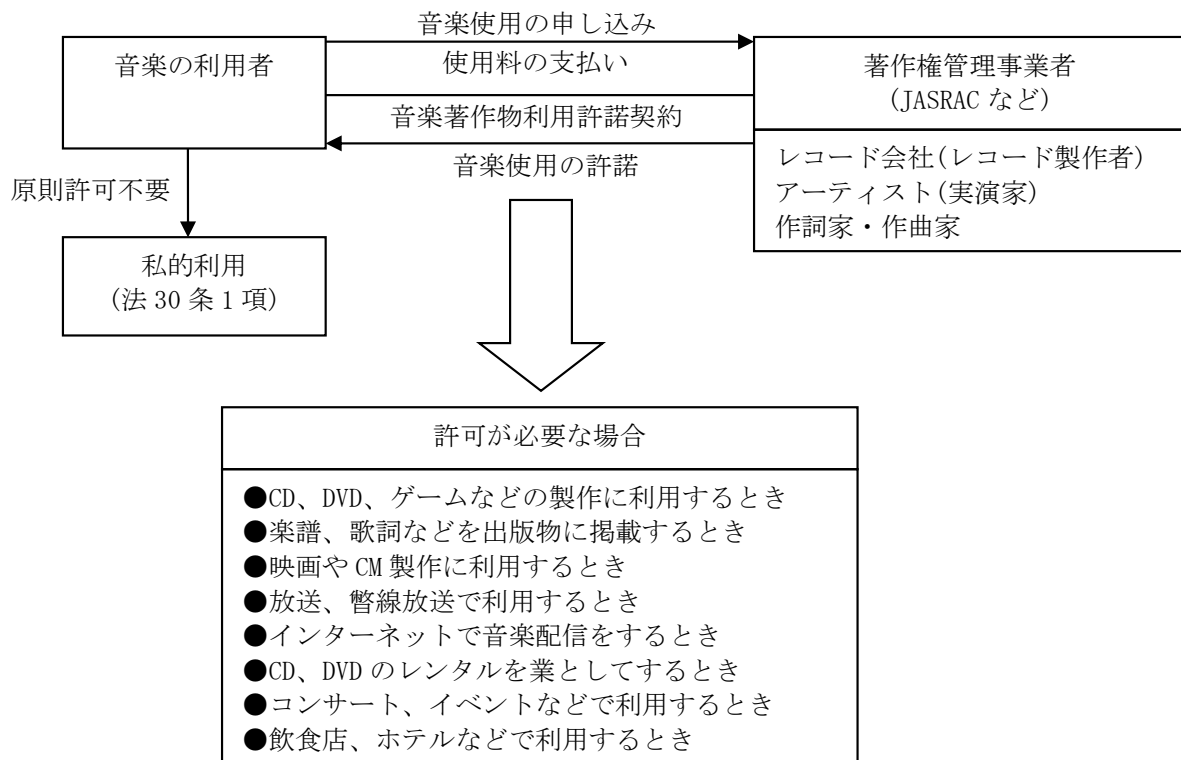 音楽使用の申し込み
音楽の利用者
使用料の支払い
著作権管理事業者
(JASRAC など)
音楽著作物利用許諾契約
音楽使用の許諾
レコード会社(レコード製作者)
アーティスト(実演家)
作詞家・作曲家
原則許可不要
私的利用
(法 30 条 1 項)
許可が必要な場合
●CD、DVD、ゲームなどの製作に利用するとき
●楽譜、歌詞などを出版物に掲載するとき
●映画や CM 製作に利用するとき
●放送、瞥線放送で利用するとき
●インターネットで音楽配信をするとき
●CD、DVD のレンタルを業としてするとき
●コンサート、イベントなどで利用するとき
●飲食店、ホテルなどで利用するとき